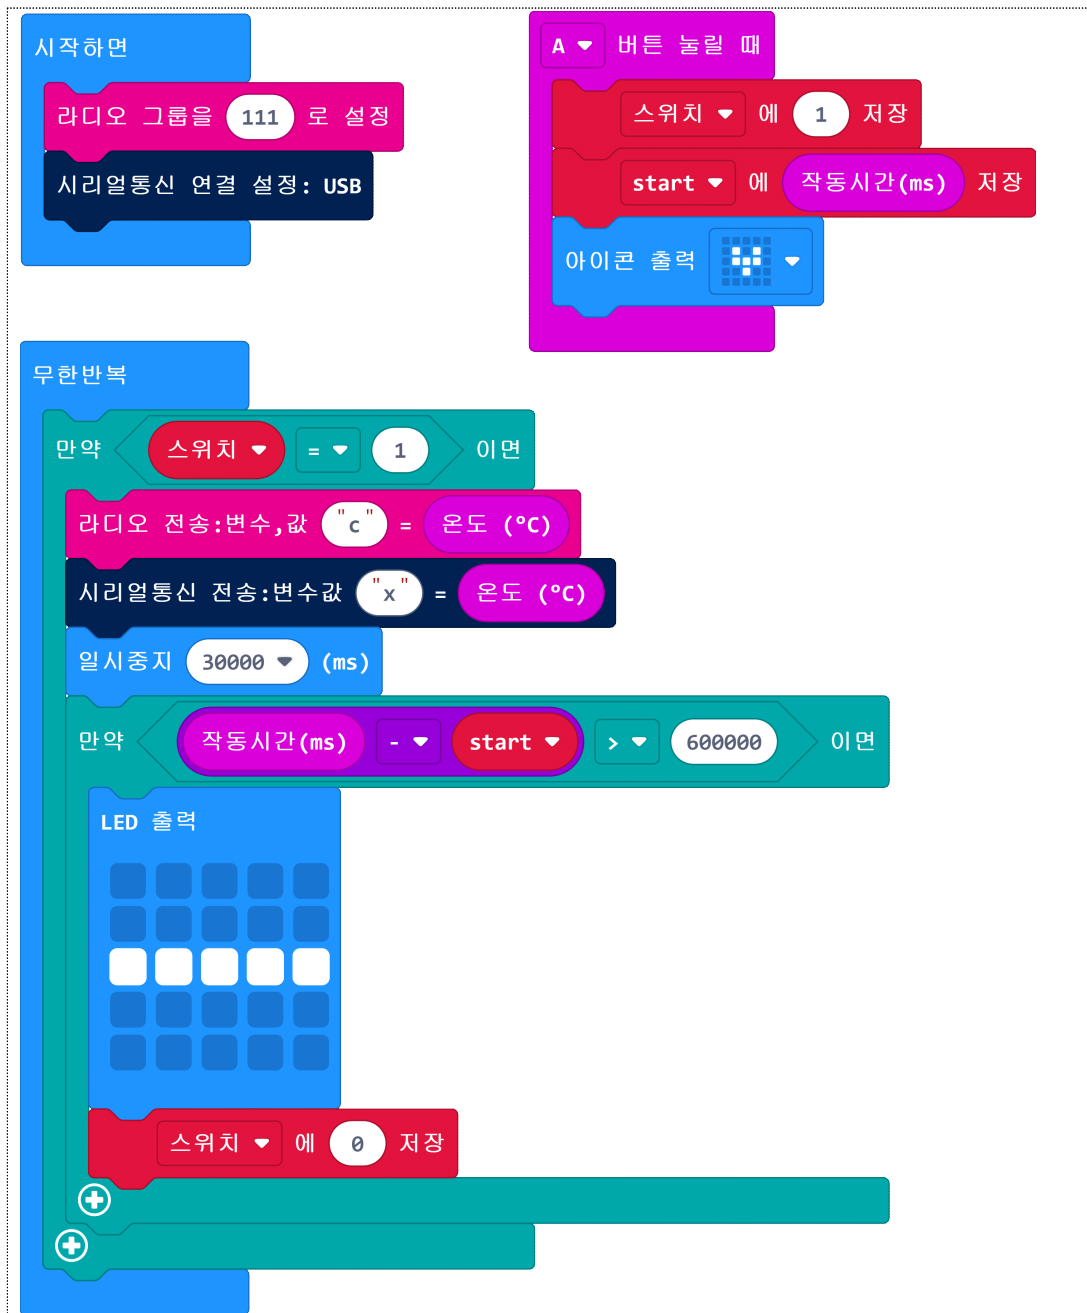 시작하면
라디오 그룹을 111 로 설정
시리얼통신 연결 설정: USB
A 버튼 눌릴 때
스위치 에 1 저장
start 에 작동시간(ms) 저장
아이콘 출력
무한반복
만약 스위치 = 1 이면
라디오 전송:변수,값 "c" = 온도 (°C)
시리얼통신 전송:변수값 "x" = 온도 (°C)
일시중지 30000 (ms)
만약 작동시간(ms) - start > 600000 이면
LED 출력
스위치 에 0 저장